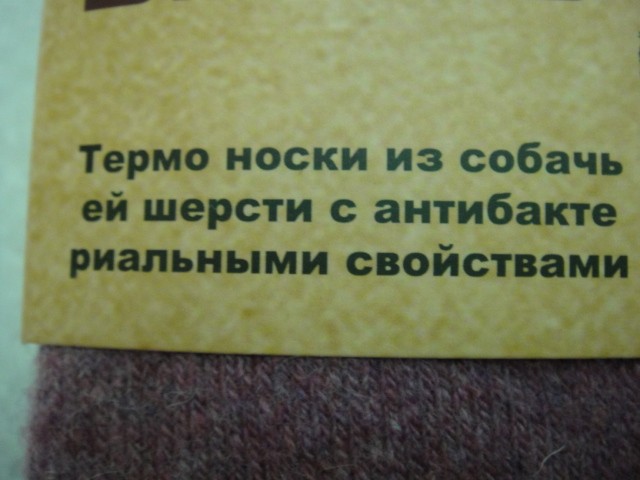 Термо носки из собачь
ей шерсти с антибакте
риальными свойствами